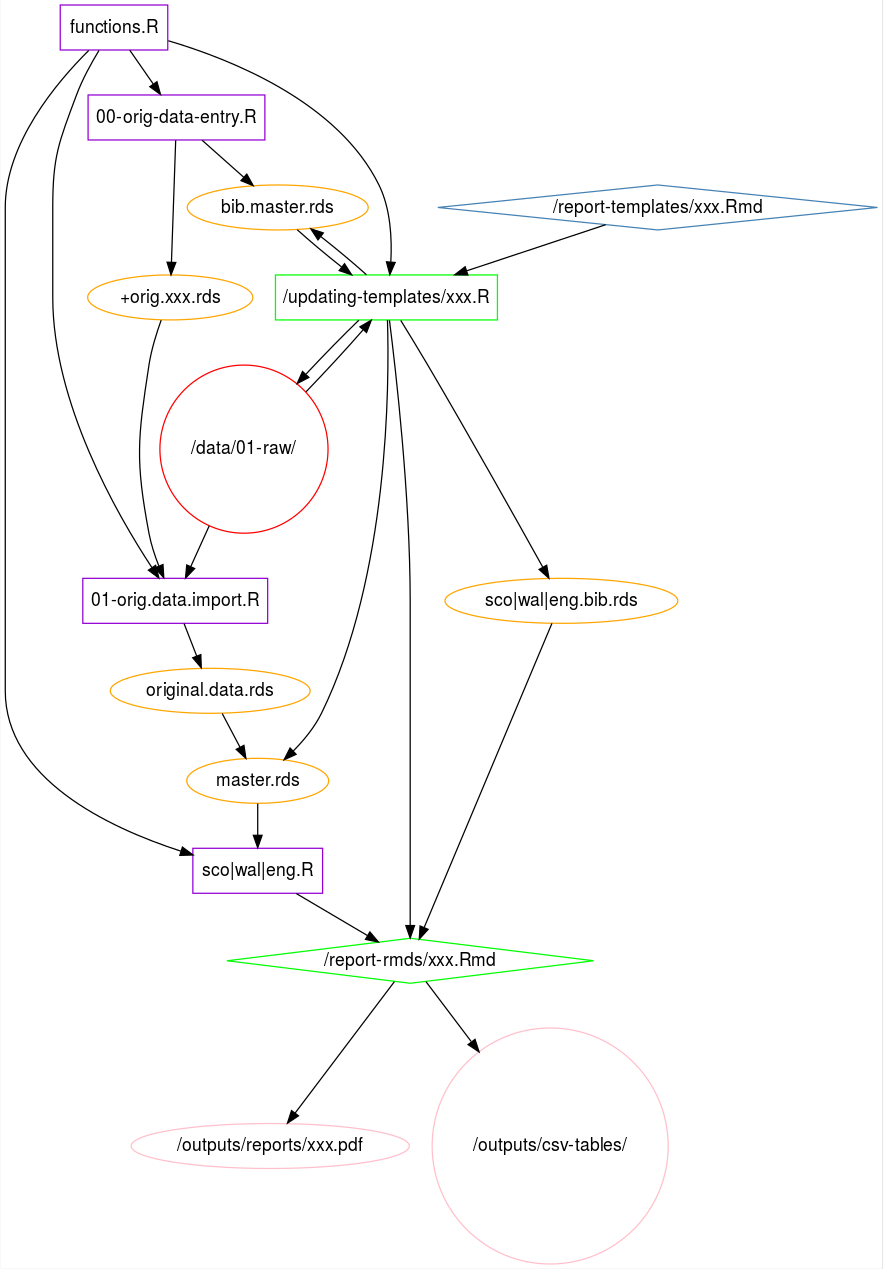 functions.R
00-orig-data-entry.R
bib.master.rds
/report-templates/xxx.Rmd
+orig.xxx.rds
/updating-templates/xxx.R
/data/01-raw/
01-orig.data.import.R
sco|wal|eng.bib.rds
original.data.rds
master.rds
sco|wal|eng.R
/report-rmds/xxx.Rmd
/outputs/reports/xxx.pdf
/outputs/csv-tables/